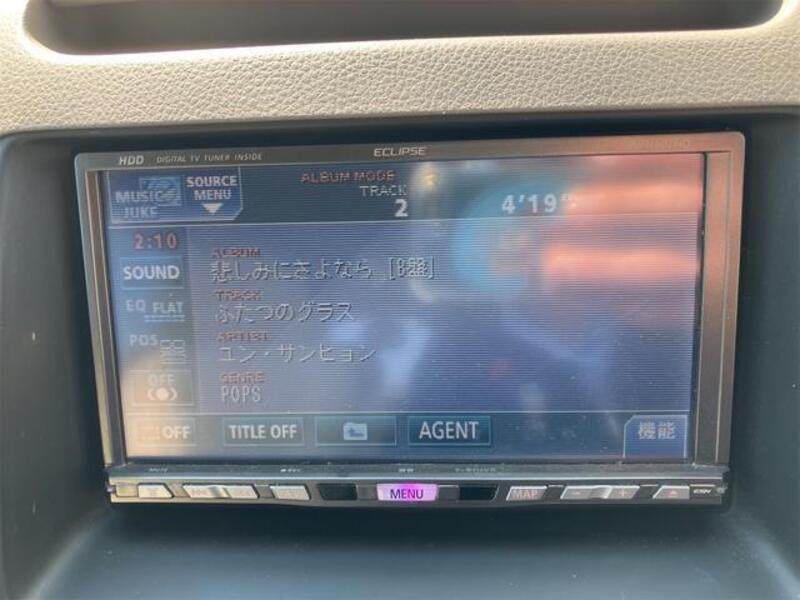 HDD DIGITAL TV TUNER INSIDE ECLIPSE
MUSIC JUKE
SOURCE MENU
ALBUM MODE
TRACK
2
4'19"
2:10
SOUND
EQ FLAT
POS
OFF
ALBUM
悲しみにさよなら [B盤]
TRACK
ふたつのグラス
ARTIST
ユン・サンヒョン
GENRE
POPS
OFF
TITLE OFF
AGENT
機能
MENU
MAP
ESN